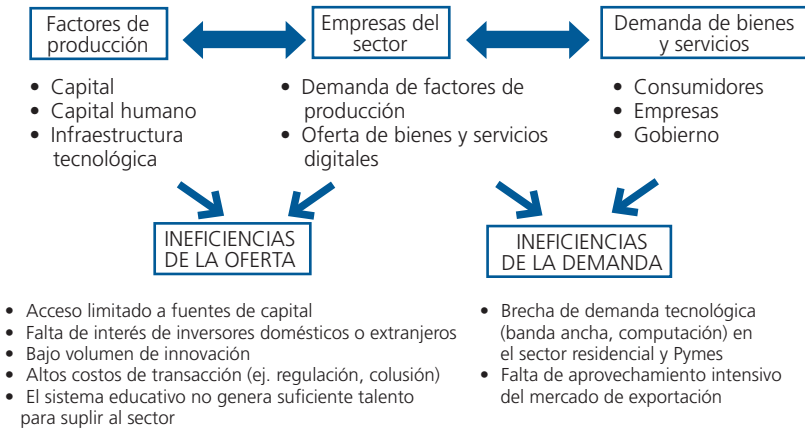 Factores de
producción
Empresas del
sector
Demanda de bienes
y servicios
• Capital
• Capital humano
• Infraestructura
tecnológica
• Demanda de factores de
producción
• Oferta de bienes y servicios
digitales
• Consumidores
• Empresas
• Gobierno
INEFICIENCIAS
DE LA OFERTA
INEFICIENCIAS
DE LA DEMANDA
• Acceso limitado a fuentes de capital
• Falta de interés de inversores domésticos o extranjeros
• Bajo volumen de innovación
• Altos costos de transacción (ej. regulación, colusión)
• El sistema educativo no genera suficiente talento
para suplir al sector
• Brecha de demanda tecnológica
(banda ancha, computación) en
el sector residencial y Pymes
• Falta de aprovechamiento intensivo
del mercado de exportación